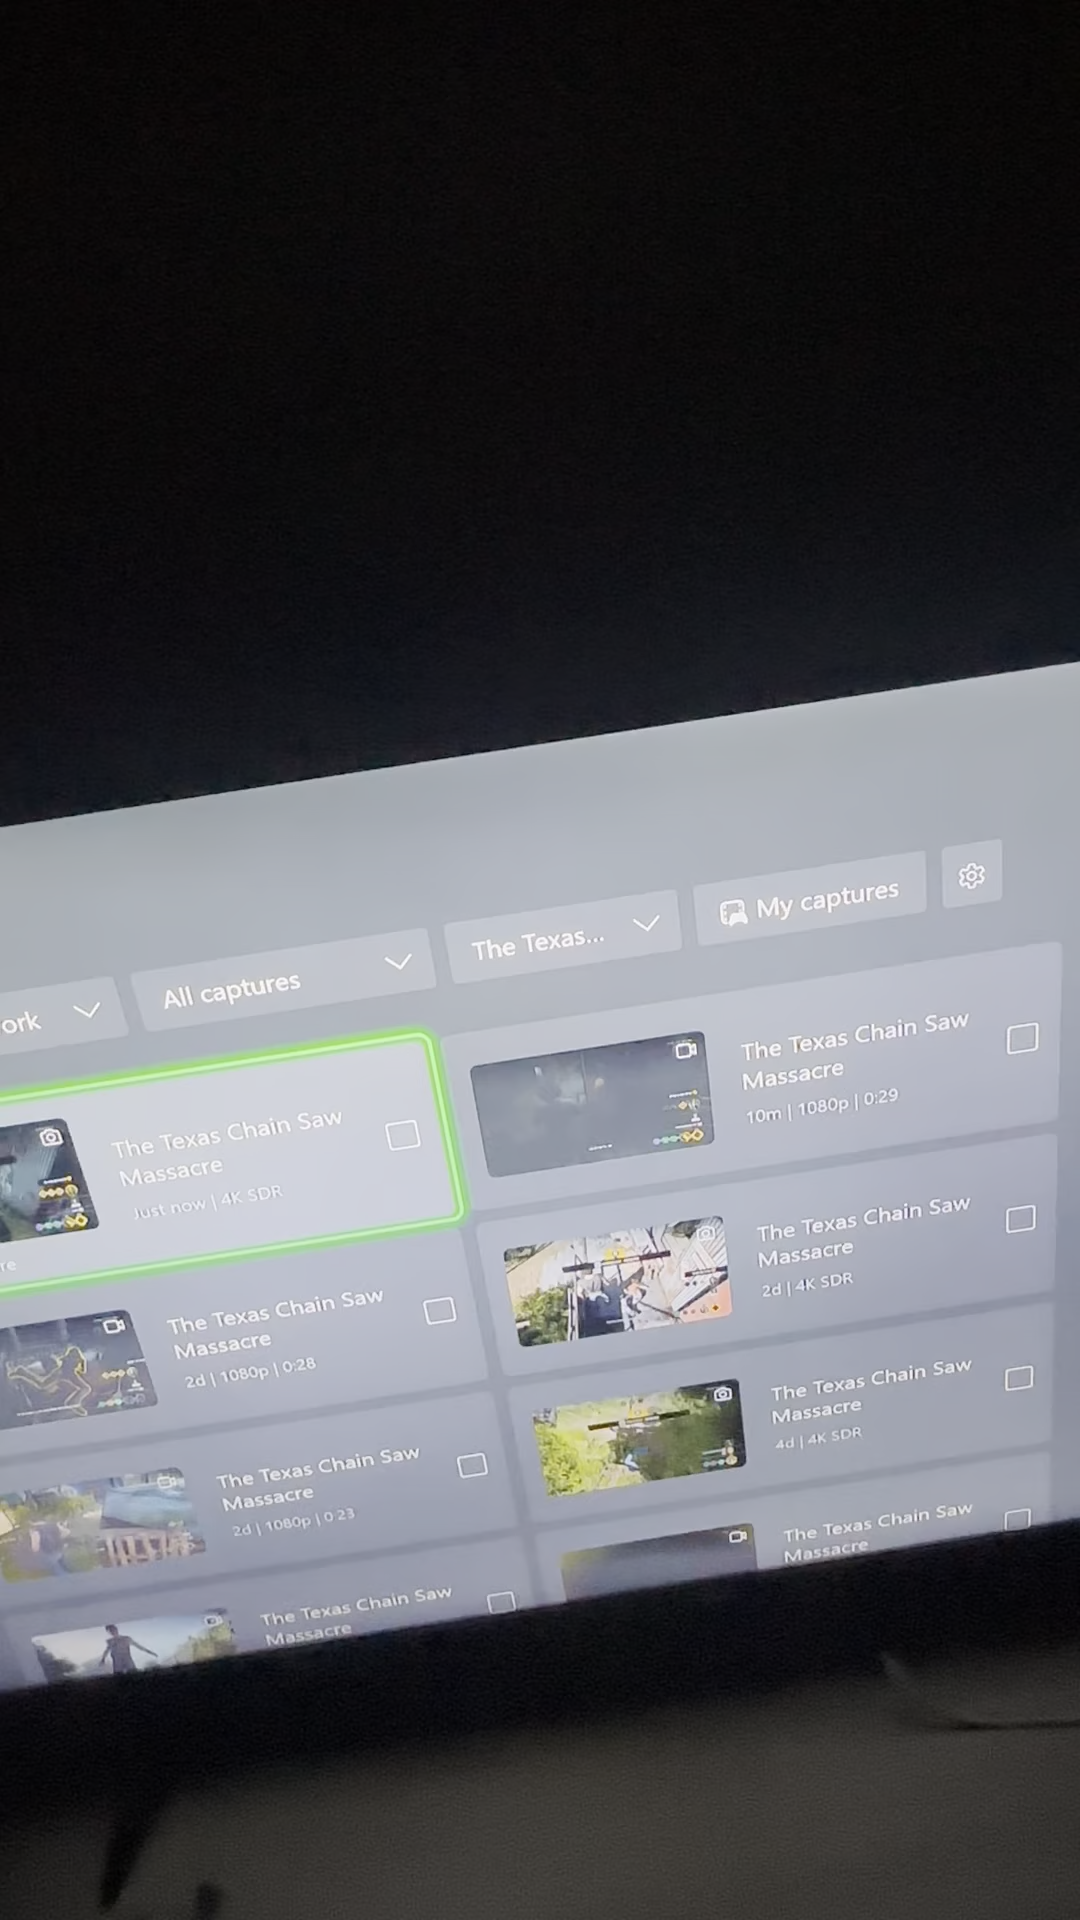 ork
All captures
The Texas...
My captures
The Texas Chain Saw
Massacre
Just now | 4K SDR
re
The Texas Chain Saw
Massacre
10m | 1080p | 0:29
The Texas Chain Saw
Massacre
2d | 1080p | 0:28
The Texas Chain Saw
Massacre
2d | 4K SDR
The Texas Chain Saw
Massacre
2d | 1080p | 0:23
The Texas Chain Saw
Massacre
4d | 4K SDR
The Texas Chain Saw
Massacre
The Texas Chain Saw
Massacre